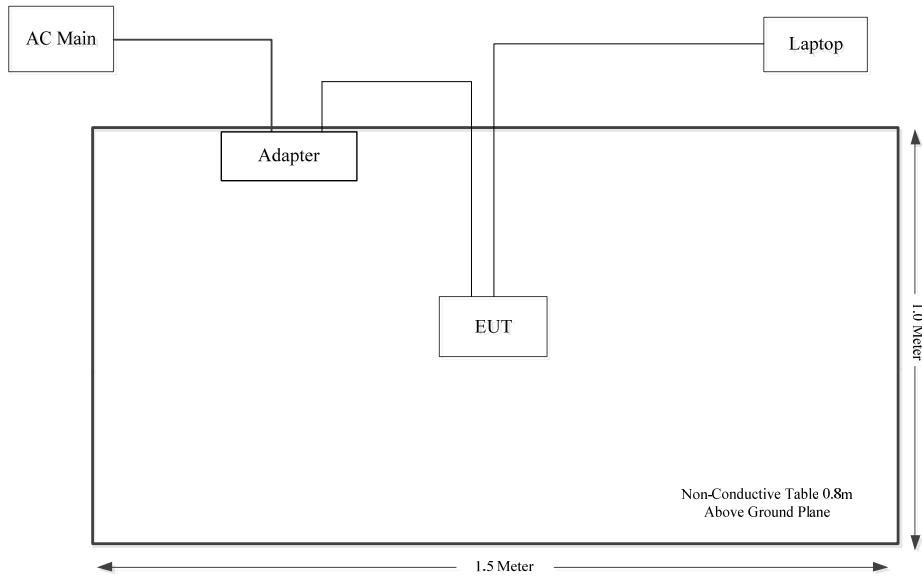 AC Main
Laptop
Adapter
EUT
1.0 Meter
Non-Conductive Table 0.8m
Above Ground Plane
1.5 Meter